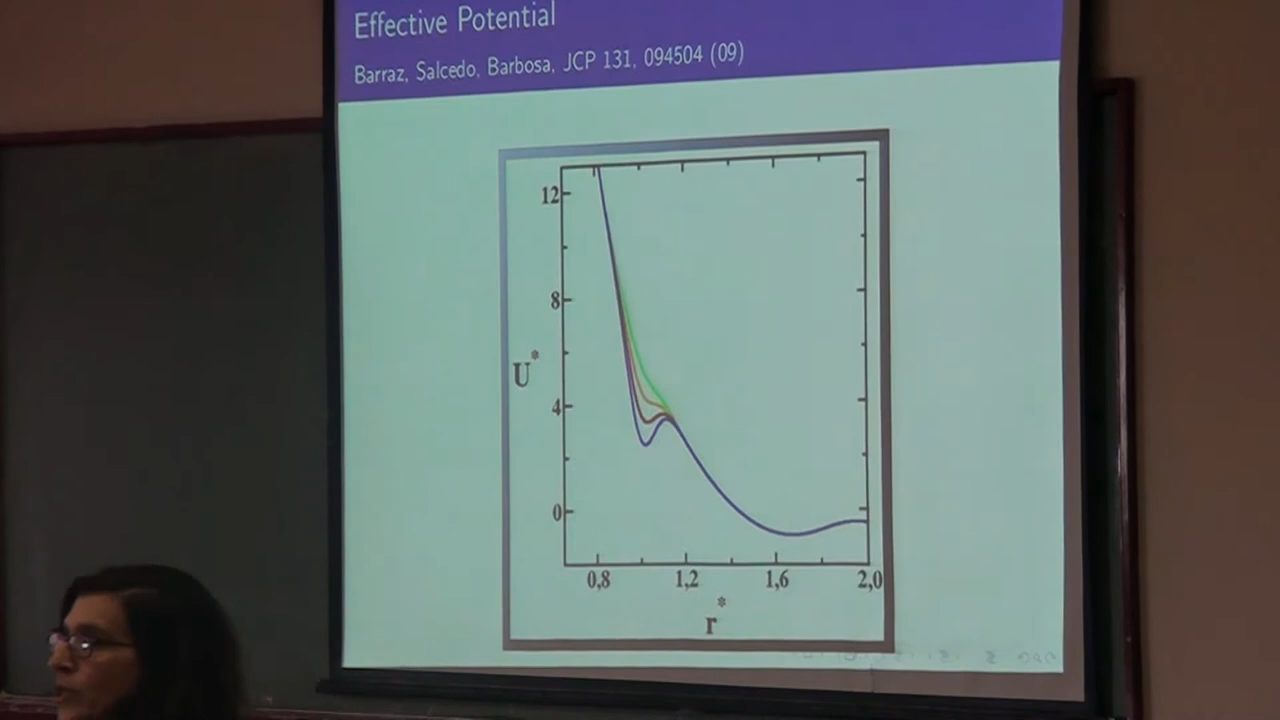 Effective Potential
Barraz, Salcedo, Barbosa, JCP 131, 094504 (09)
12
8
U*
4
0
0,8 1,2 1,6 2,0
r*